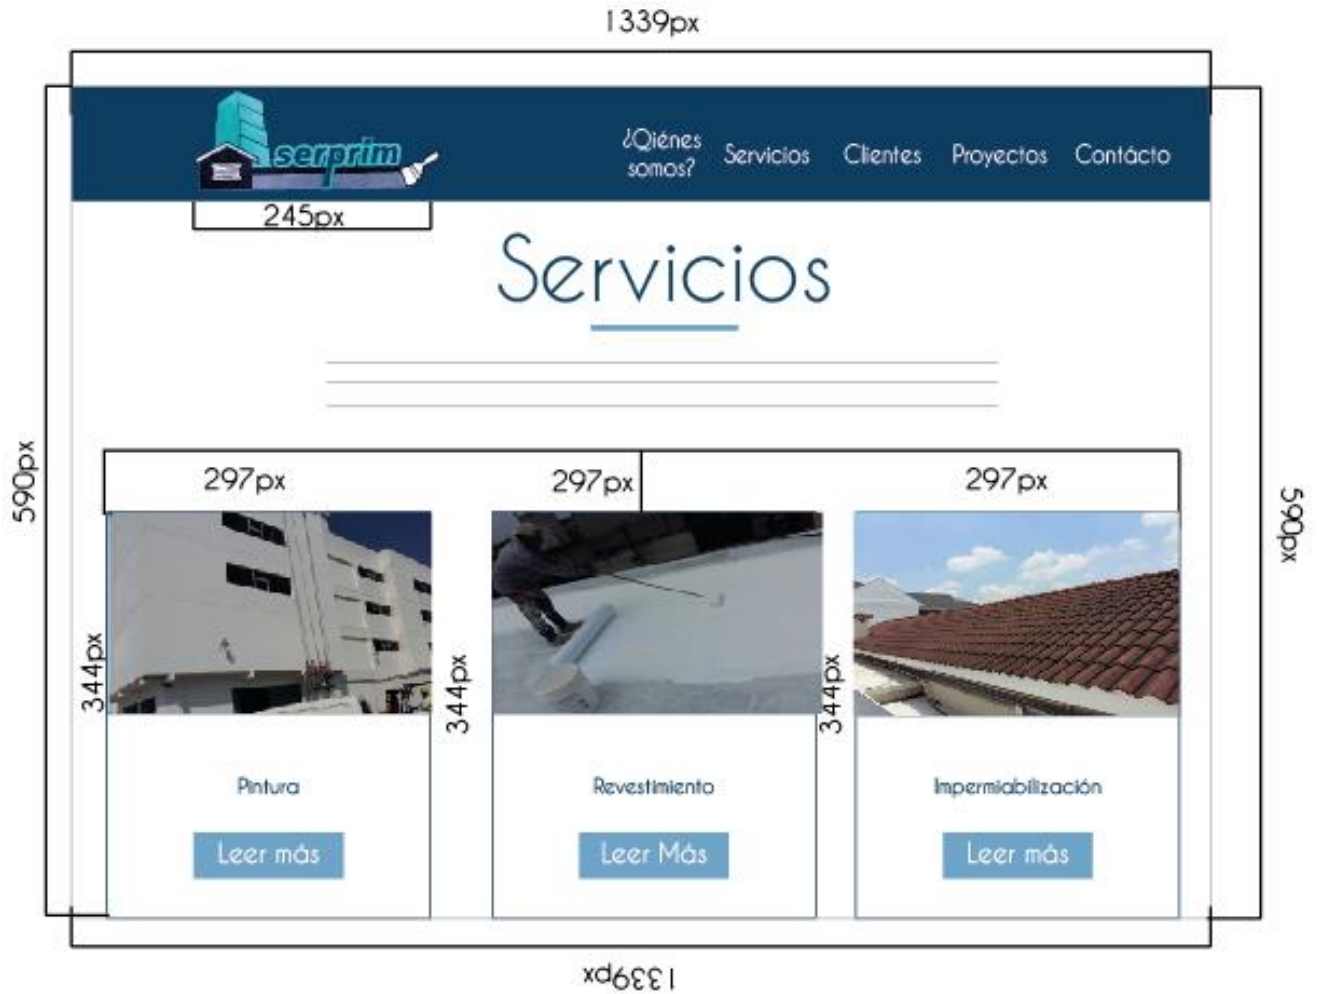 1339px
serprim
¿Qiénes
somos?
Servicios
Clientes
Proyectos
Contácto
245px
Servicios
590px
590px
297px
297px
297px
344px
344px
344px
Pintura
Revestimiento
Impermiabilización
Leer más
Leer Más
Leer más
1339px